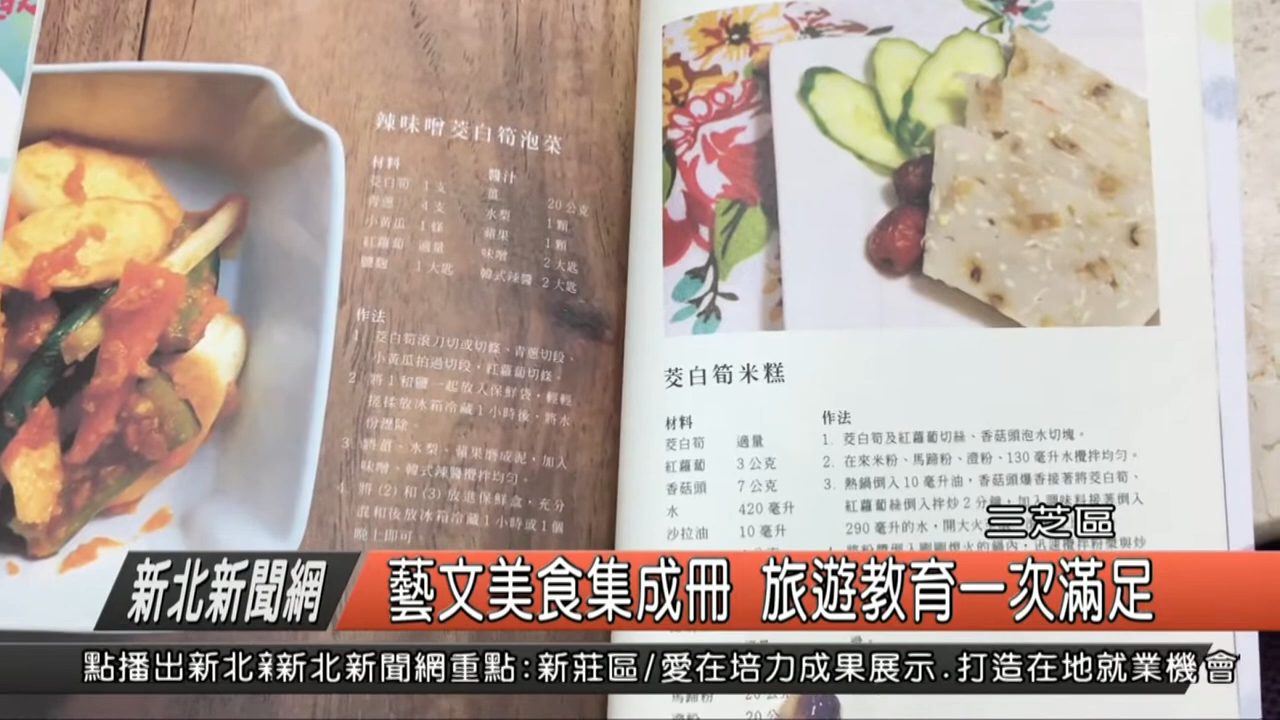 辣味噌茭白筍泡菜
材料 醬汁
茭白筍 1支 薑 20公克
青蔥 4支 水梨 1顆
小黃瓜 1條 蘋果 1顆
紅蘿蔔 適量 味噌 2大匙
鹽麴 1大匙 韓式辣醬 2大匙
作法
1. 茭白筍滾刀切或切條、青蔥切段、
小黃瓜拍過切段，紅蘿蔔切條。
2. 將1和鹽一起放入保鮮袋，輕輕
搓揉放冰箱冷藏1小時後，將水
份瀝除。
3. 將薑、水梨、蘋果磨成泥，加入
味噌、韓式辣醬攪拌均勻。
4. 將(2)和(3)放進保鮮盒，充分
混和後放冰箱冷藏1小時或1個
晚上即可。
茭白筍米糕
材料
茭白筍 適量
紅蘿蔔 3公克
香菇頭 7公克
水 420毫升
沙拉油 10毫升
作法
1. 茭白筍及紅蘿蔔切絲、香菇頭泡水切塊。
2. 在來米粉、馬蹄粉、澄粉、130毫升水攪拌均勻。
3. 熱鍋倒入10毫升油，香菇頭爆香接著將茭白筍、
紅蘿蔔絲倒入拌炒2分鐘，加入調味料接著倒入
290毫升的水，開大火
三芝區
新北新聞網
藝文美食集成冊 旅遊教育一次滿足
點播出新北新北新聞網重點:新莊區/愛在培力成果展示.打造在地就業機會
馬蹄粉 20公克
澄粉 20公